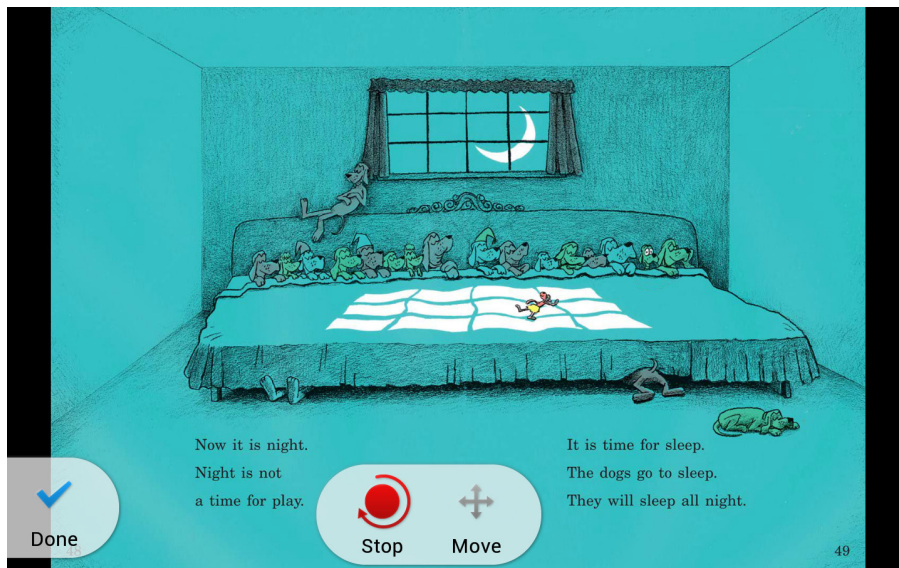 Now it is night.
Night is not
a time for play.
It is time for sleep.
The dogs go to sleep.
They will sleep all night.
Done
Stop
Move
48
49